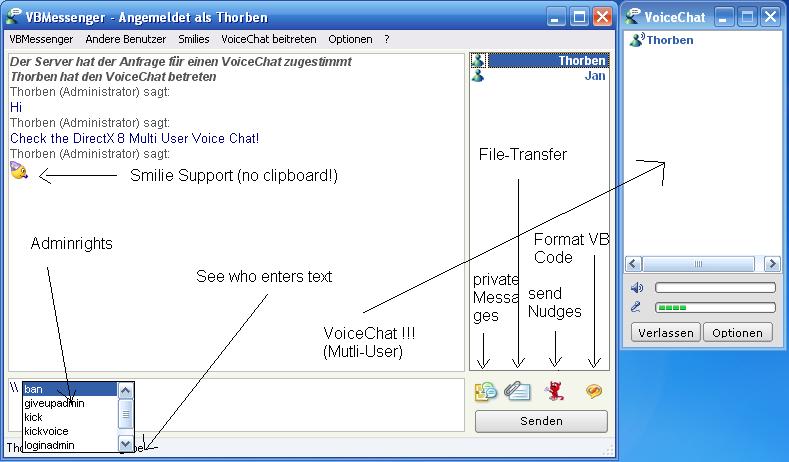 VBMessenger - Angemeldet als Thorben
VBMessenger Andere Benutzer Smilies VoiceChat beitreten Optionen ?
Der Server hat der Anfrage für einen VoiceChat zugestimmt
Thorben hat den VoiceChat betreten
Thorben (Administrator) sagt:
Hi
Thorben (Administrator) sagt:
Check the DirectX 8 Multi User Voice Chat!
Thorben (Administrator) sagt:
Smilie Support (no clipboard!)
Adminrights
See who enters text
VoiceChat !!!
(Mutli-User)
Thorben
Jan
File-Transfer
Format VB
Code
private
Messa
ges
send
Nudges
\\
ban
giveupadmin
kick
kickvoice
loginadmin
Senden
VoiceChat
Thorben
Verlassen
Optionen